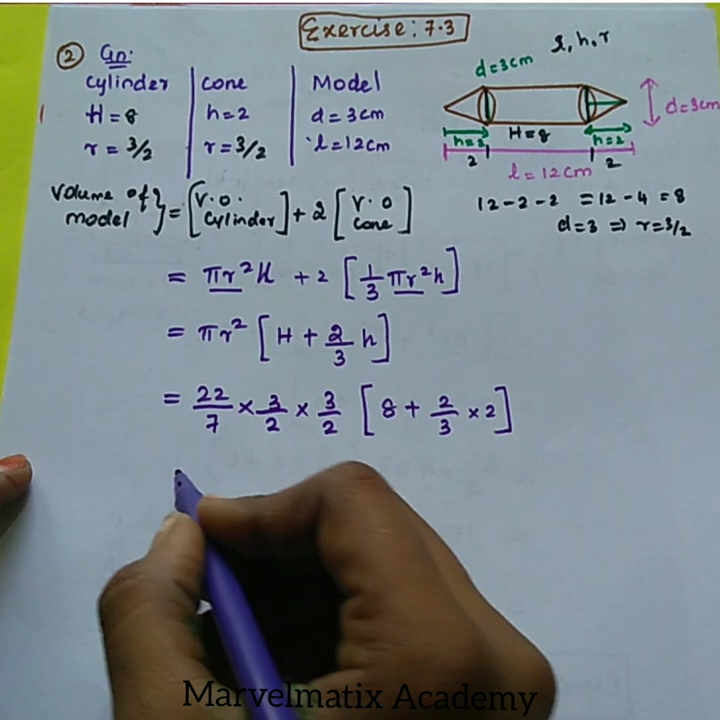 Exercise: 7.3
② Gn:
Cylinder | Cone | Model
H = 8 | h = 2 | d = 3cm
r = 3/2 | r = 3/2 | l = 12cm
l, h, r
d = 3cm
d = 3cm
h = 2 H = 8 h = 2
2 l = 12cm 2
12 - 2 - 2 = 12 - 4 = 8
d = 3 ⇒ r = 3/2
Volume of model } = [V.O. Cylinder] + 2 [V.O Cone]
= πr²H + 2 [1/3 πr²h]
= πr² [H + 2/3 h]
= 22/7 × 3/2 × 3/2 [8 + 2/3 × 2]
Marvelmatix Academy